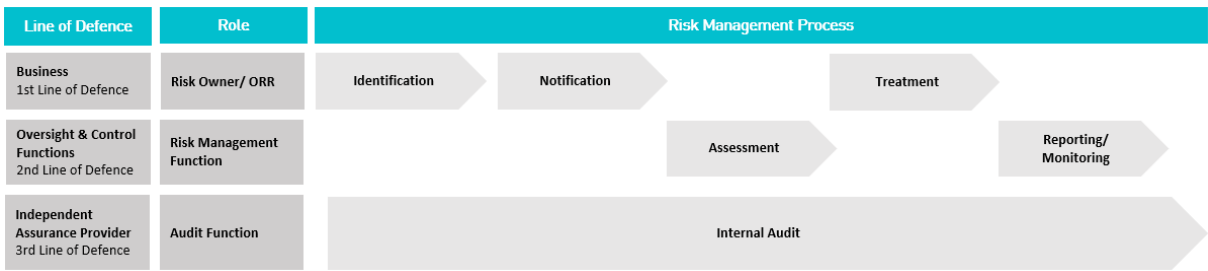 Line of Defence
Role
Risk Management Process
Business
1st Line of Defence
Risk Owner/ ORR
Identification
Notification
Treatment
Oversight & Control
Functions
2nd Line of Defence
Risk Management
Function
Assessment
Reporting/
Monitoring
Independent
Assurance Provider
3rd Line of Defence
Audit Function
Internal Audit